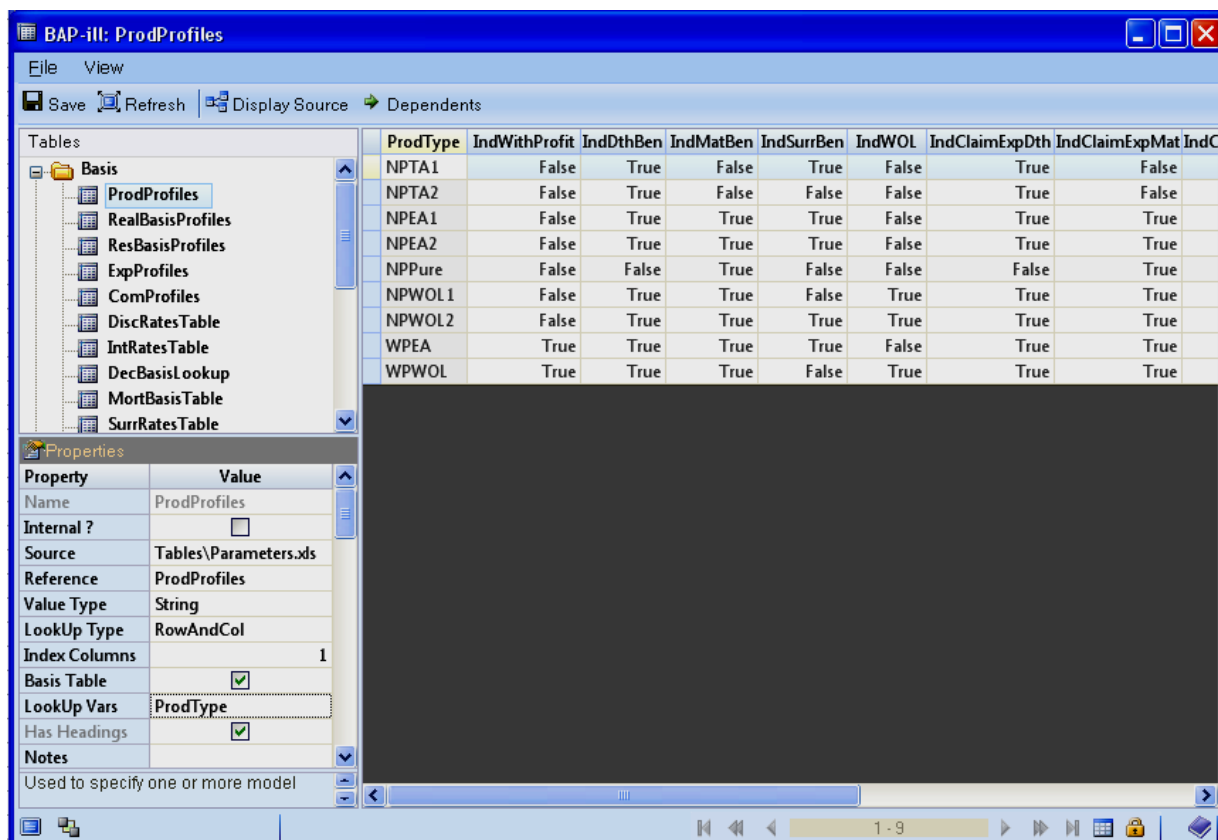 BAP-ill: ProdProfiles
File View
Save Refresh Display Source Dependents
Tables
Basis
ProdProfiles
RealBasisProfiles
ResBasisProfiles
ExpProfiles
ComProfiles
DiscRatesTable
IntRatesTable
DecBasisLookup
MortBasisTable
SurrRatesTable
Properties
Property Value
Name ProdProfiles
Internal ?
Source Tables\Parameters.xls
Reference ProdProfiles
Value Type String
LookUp Type RowAndCol
Index Columns 1
Basis Table
LookUp Vars ProdType
Has Headings
Notes
Used to specify one or more model
ProdType IndWithProfit IndDthBen IndMatBen IndSurrBen IndWOL IndClaimExpDth IndClaimExpMat IndC
NPTA1 False True False True False True False
NPTA2 False True False False False True False
NPEA1 False True True True False True True
NPEA2 False True True False False True True
NPPure False False True False False False True
NPWOL1 False True True False True True True
NPWOL2 False True True True True True True
WPEA True True True True False True True
WPWOL True True True False True True True
1 - 9